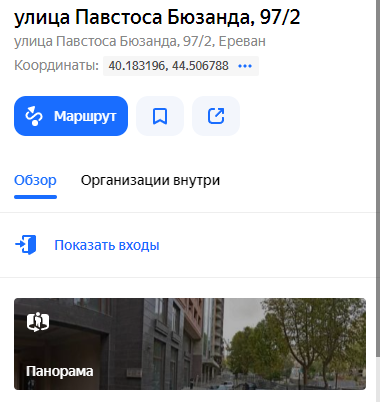 улица Павстоса Бюзанда, 97/2
улица Павстоса Бюзанда, 97/2, Ереван
Координаты: 40.183196, 44.506788 •••
Маршрут
Обзор Организации внутри
Показать входы
Панорама